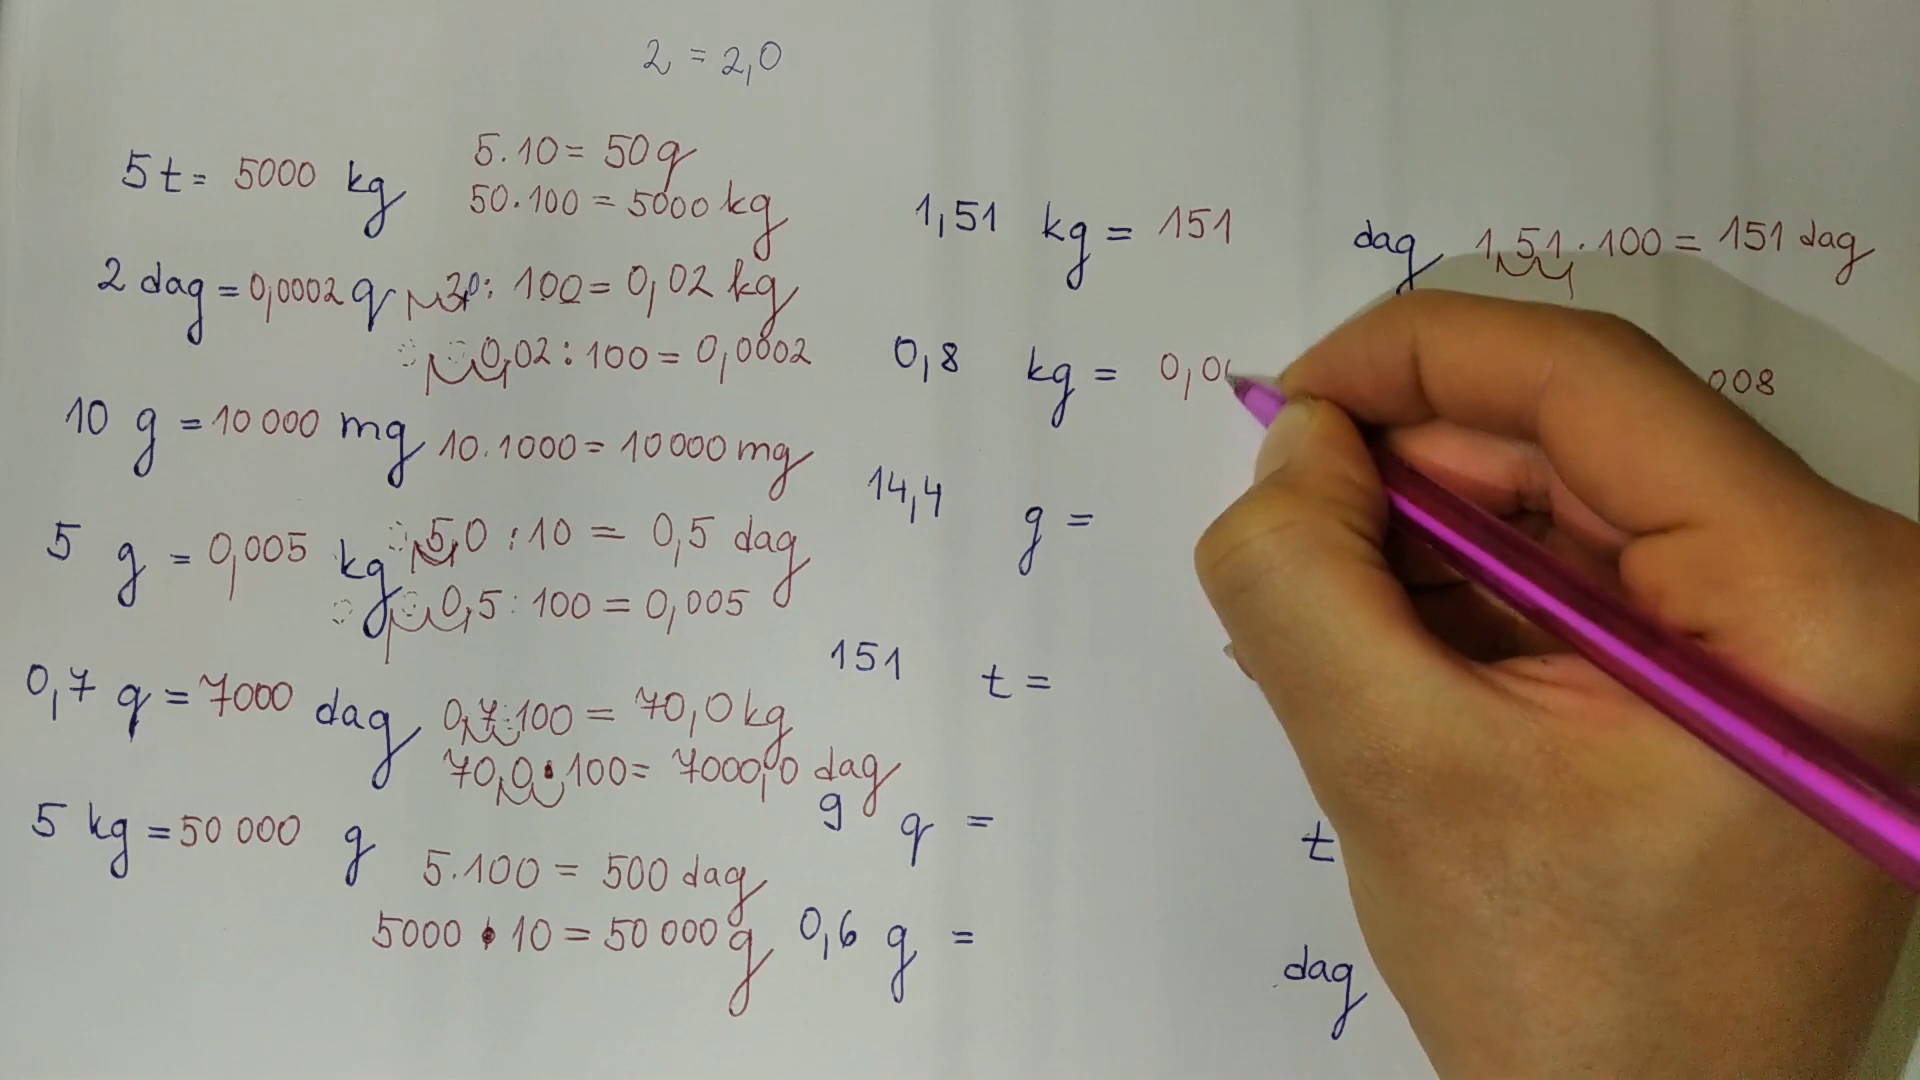 2 = 2,0
5 t = 5000 kg 5.10 = 50 q
50.100 = 5000 kg
2 dag = 0,0002 q 2,0 : 100 = 0,02 kg
0,02 : 100 = 0,0002
10 g = 10 000 mg 10.1000 = 10 000 mg
5 g = 0,005 kg 5,0 : 10 = 0,5 dag
0,5 : 100 = 0,005
0,7 q = 7000 dag 0,7.100 = 70,0 kg
70,0.100 = 7000,0 dag
5 kg = 50 000 g 5.100 = 500 dag
5000.10 = 50 000 g
1,51 kg = 151 dag 1,51.100 = 151 dag
0,8 kg = 008
14,4 g =
151 t =
9 q = t
0,6 g = dag